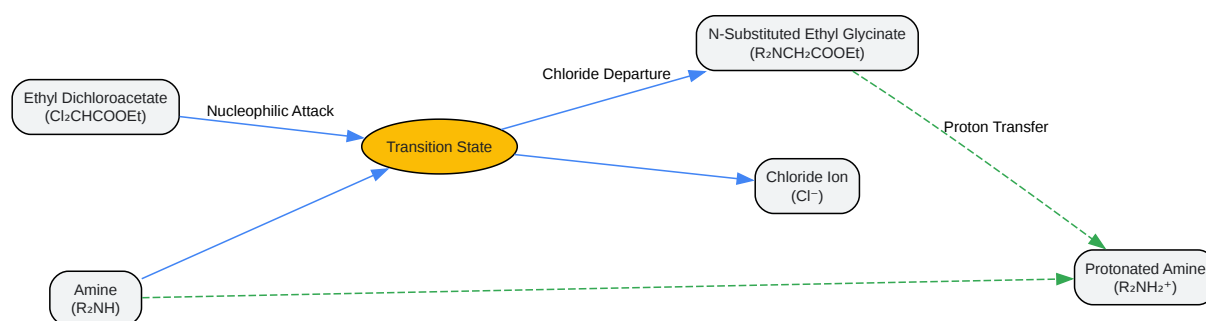 N-Substituted Ethyl Glycinate
(R₂NCH₂COOEt)
Chloride Departure
Ethyl Dichloroacetate
(Cl₂CHCOOEt)
Nucleophilic Attack
Transition State
Proton Transfer
Chloride Ion
(Cl⁻)
Amine
(R₂NH)
Protonated Amine
(R₂NH₂⁺)